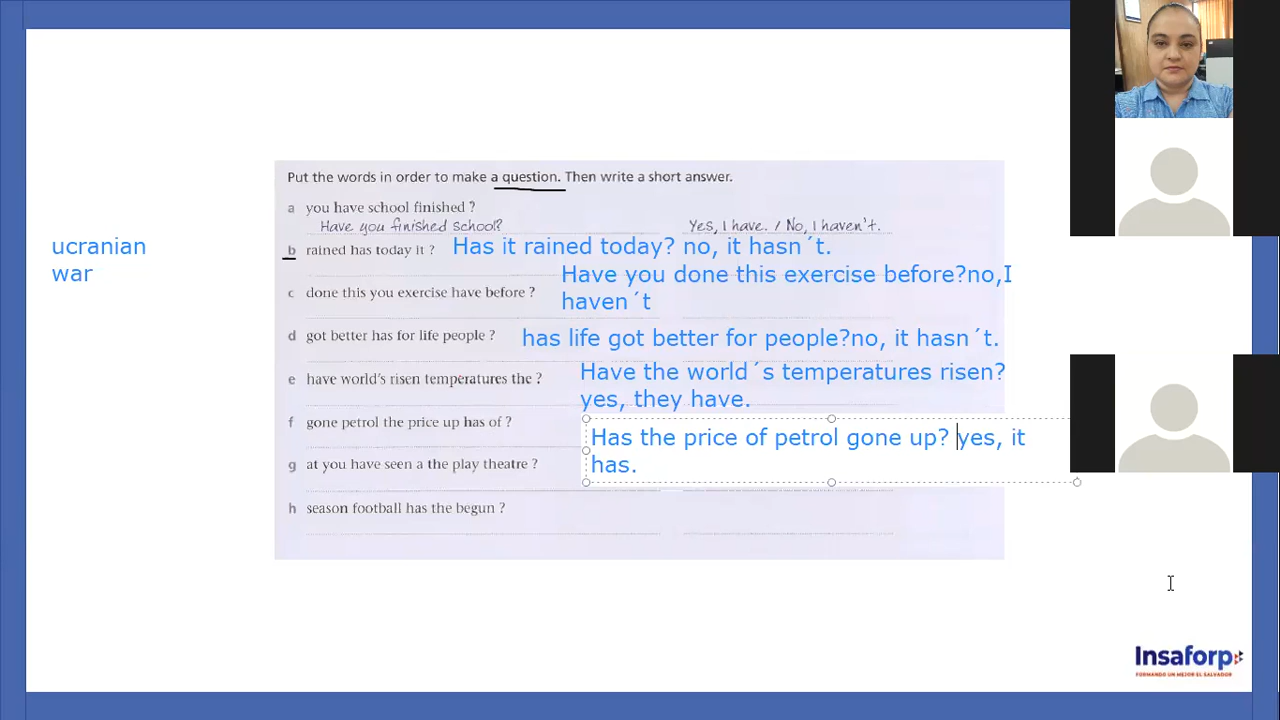 Put the words in order to make a question. Then write a short answer.
a you have school finished ?
Have you finished school? Yes, I have. / No, I haven't.
b rained has today it ? Has it rained today? no, it hasn´t.
ucranian
war
Have you done this exercise before?no,I
c done this you exercise have before ?
haven´t
d got better has for life people ? has life got better for people?no, it hasn´t.
Have the world´s temperatures risen?
e have world's risen temperatures the ?
yes, they have.
f gone petrol the price up has of ?
Has the price of petrol gone up? yes, it
has.
g at you have seen a the play theatre ?
h season football has the begun ?
Insaforp
FORMANDO UN MEJOR EL SALVADOR